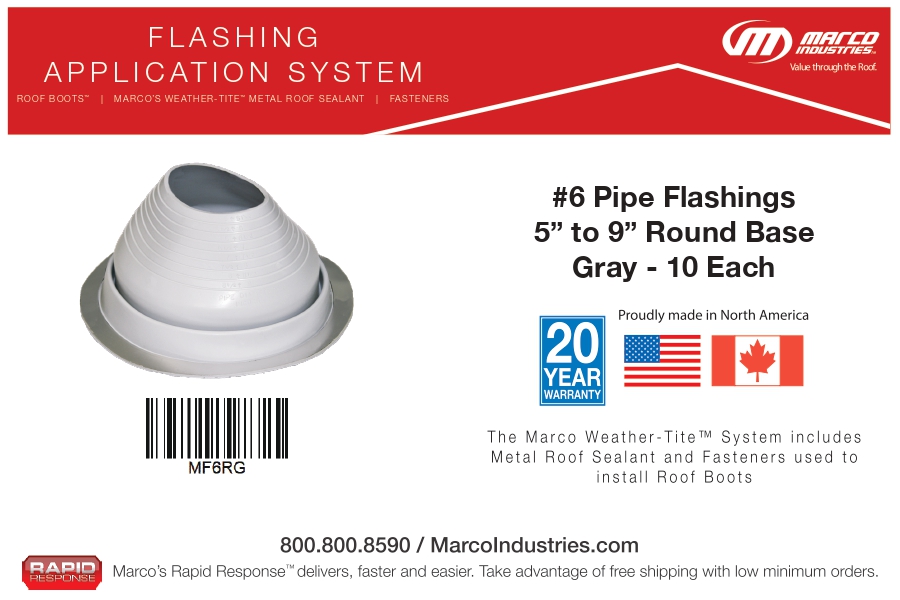 FLASHING
APPLICATION SYSTEM
ROOF BOOTS™ | MARCO'S WEATHER-TITE™ METAL ROOF SEALANT | FASTENERS
MARCO
INDUSTRIES™
Value through the Roof.
#6 Pipe Flashings
5” to 9” Round Base
Gray - 10 Each
Proudly made in North America
20
YEAR
WARRANTY
MF6RG
The Marco Weather-Tite™ System includes
Metal Roof Sealant and Fasteners used to
install Roof Boots
800.800.8590 / MarcoIndustries.com
RAPID
RESPONSE
Marco's Rapid Response™ delivers, faster and easier. Take advantage of free shipping with low minimum orders.